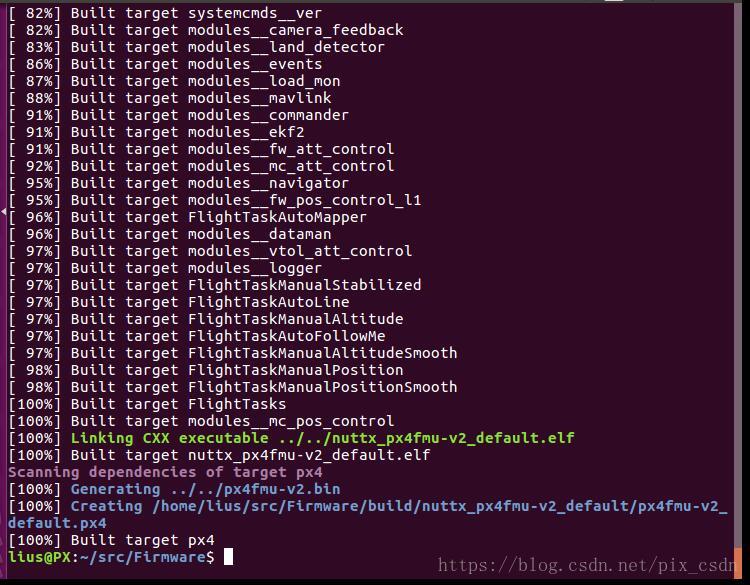 [ 82%] Built target systemcmds__ver
[ 82%] Built target modules__camera_feedback
[ 83%] Built target modules__land_detector
[ 86%] Built target modules__events
[ 87%] Built target modules__load_mon
[ 88%] Built target modules__mavlink
[ 91%] Built target modules__commander
[ 91%] Built target modules__ekf2
[ 91%] Built target modules__fw_att_control
[ 92%] Built target modules__mc_att_control
[ 95%] Built target modules__navigator
[ 95%] Built target modules__fw_pos_control_l1
[ 96%] Built target FlightTaskAutoMapper
[ 96%] Built target modules__dataman
[ 97%] Built target modules__vtol_att_control
[ 97%] Built target modules__logger
[ 97%] Built target FlightTaskManualStabilized
[ 97%] Built target FlightTaskAutoLine
[ 97%] Built target FlightTaskManualAltitude
[ 97%] Built target FlightTaskAutoFollowMe
[ 97%] Built target FlightTaskManualAltitudeSmooth
[ 98%] Built target FlightTaskManualPosition
[ 98%] Built target FlightTaskManualPositionSmooth
[100%] Built target FlightTasks
[100%] Built target modules__mc_pos_control
[100%] Linking CXX executable ../../nuttx_px4fmu-v2_default.elf
[100%] Built target nuttx_px4fmu-v2_default.elf
Scanning dependencies of target px4
[100%] Generating ../../px4fmu-v2.bin
[100%] Creating /home/lius/src/Firmware/build/nuttx_px4fmu-v2_default/px4fmu-v2_
default.px4
[100%] Built target px4
lius@PX:~/src/Firmware$
https://blog.csdn.net/pix_csdn